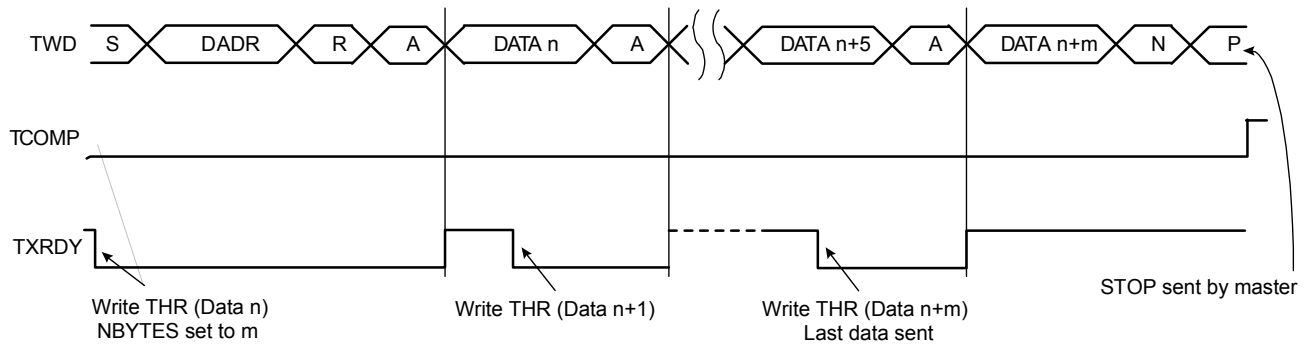 TWD S DADR R A DATA n A DATA n+5 A DATA n+m N P
TCOMP
TXRDY
Write THR (Data n)
NBYTES set to m
Write THR (Data n+1)
Write THR (Data n+m)
Last data sent
STOP sent by master